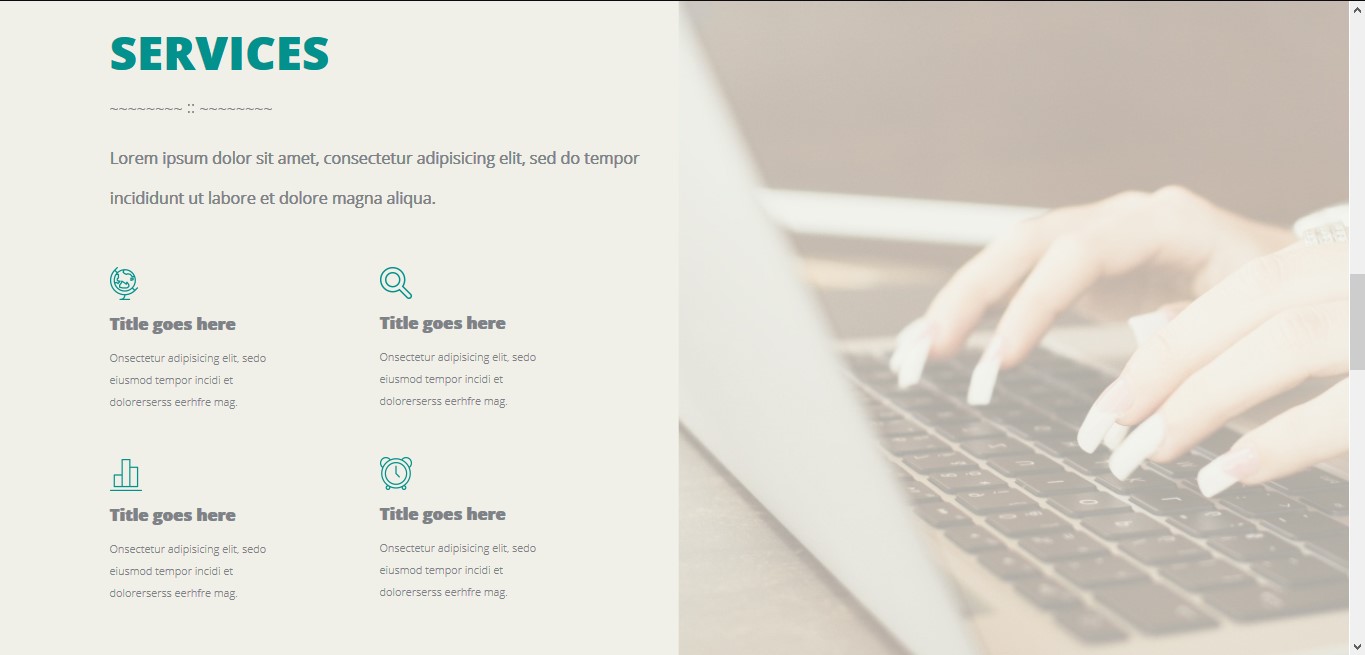 SERVICES
~~~~~~~~ :: ~~~~~~~~
Lorem ipsum dolor sit amet, consectetur adipisicing elit, sed do tempor
incididunt ut labore et dolore magna aliqua.
Title goes here
Onsectetur adipisicing elit, sedo
eiusmod tempor incidi et
dolorerserss eerhfre mag.
Title goes here
Onsectetur adipisicing elit, sedo
eiusmod tempor incidi et
dolorerserss eerhfre mag.
Title goes here
Onsectetur adipisicing elit, sedo
eiusmod tempor incidi et
dolorerserss eerhfre mag.
Title goes here
Onsectetur adipisicing elit, sedo
eiusmod tempor incidi et
dolorerserss eerhfre mag.